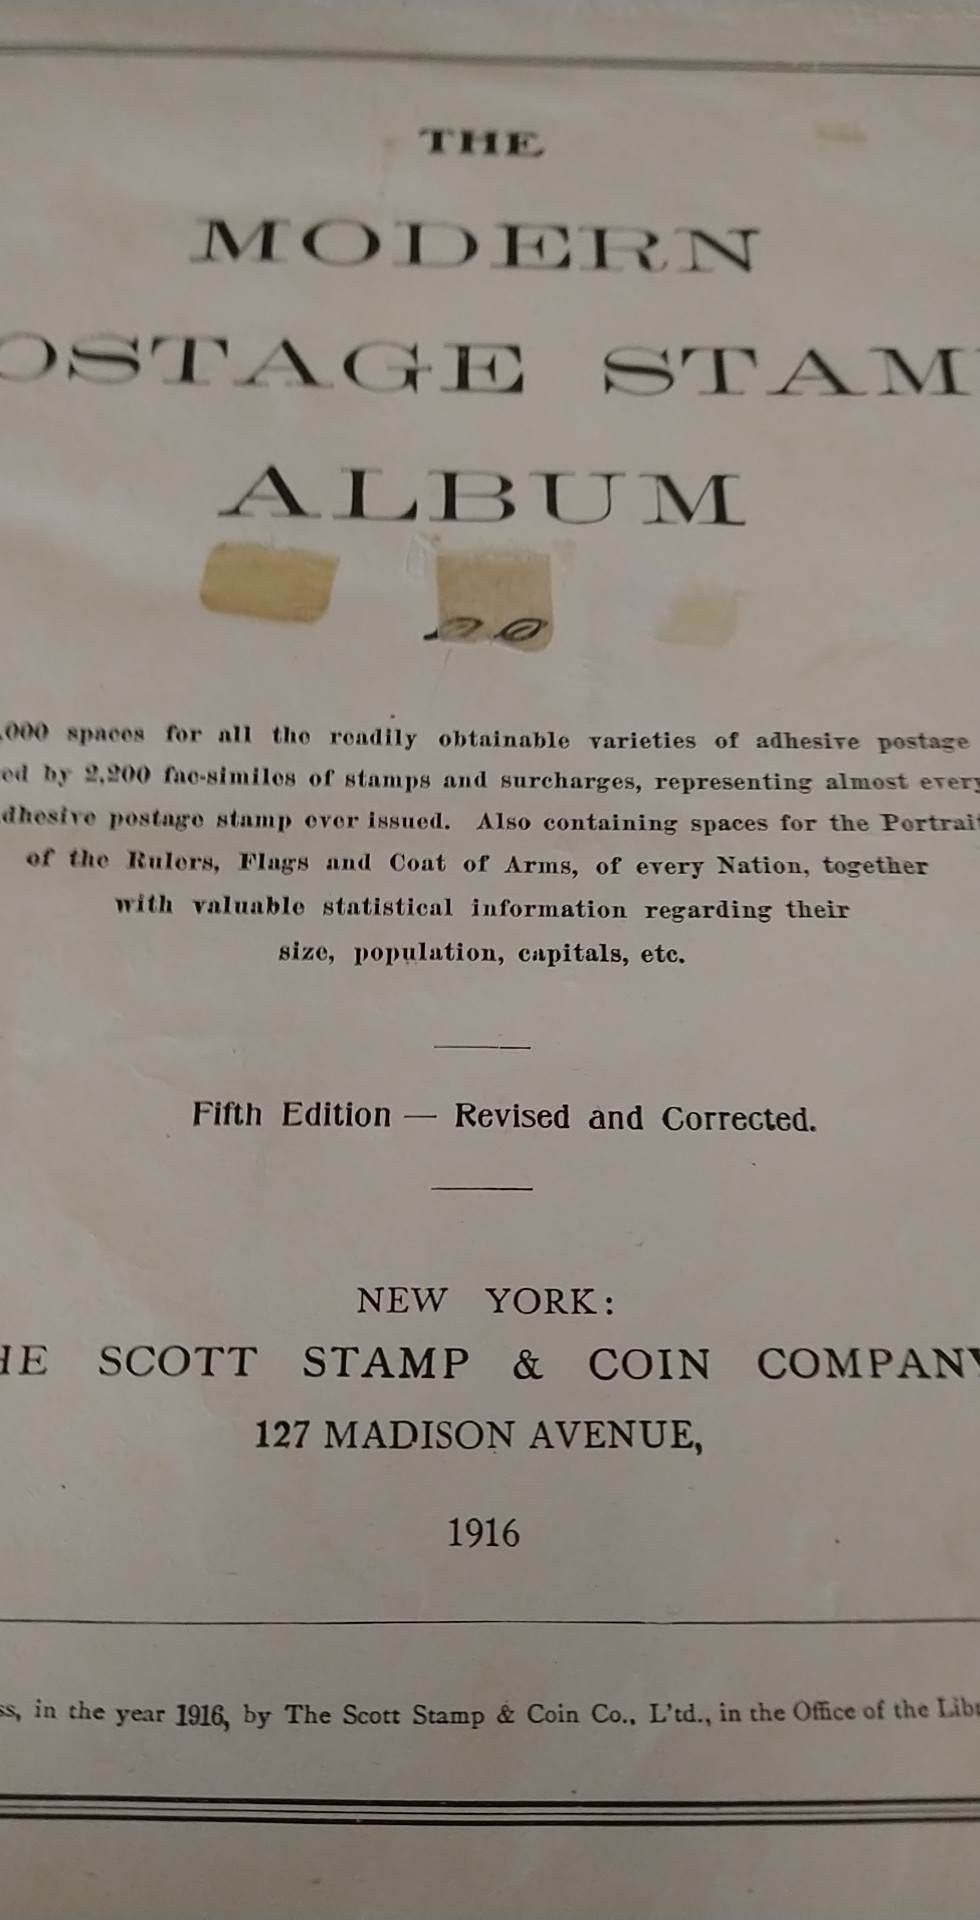 THE
MODERN
OSTAGE STAM
ALBUM
,000 spaces for all the readily obtainable varieties of adhesive postage
ed by 2,200 fac-similes of stamps and surcharges, representing almost every
dhesive postage stamp ever issued. Also containing spaces for the Portrait
of the Rulers, Flags and Coat of Arms, of every Nation, together
with valuable statistical information regarding their
size, population, capitals, etc.
Fifth Edition — Revised and Corrected.
NEW YORK:
HE SCOTT STAMP & COIN COMPANY
127 MADISON AVENUE,
1916
ss, in the year 1916, by The Scott Stamp & Coin Co., L'td., in the Office of the Libr